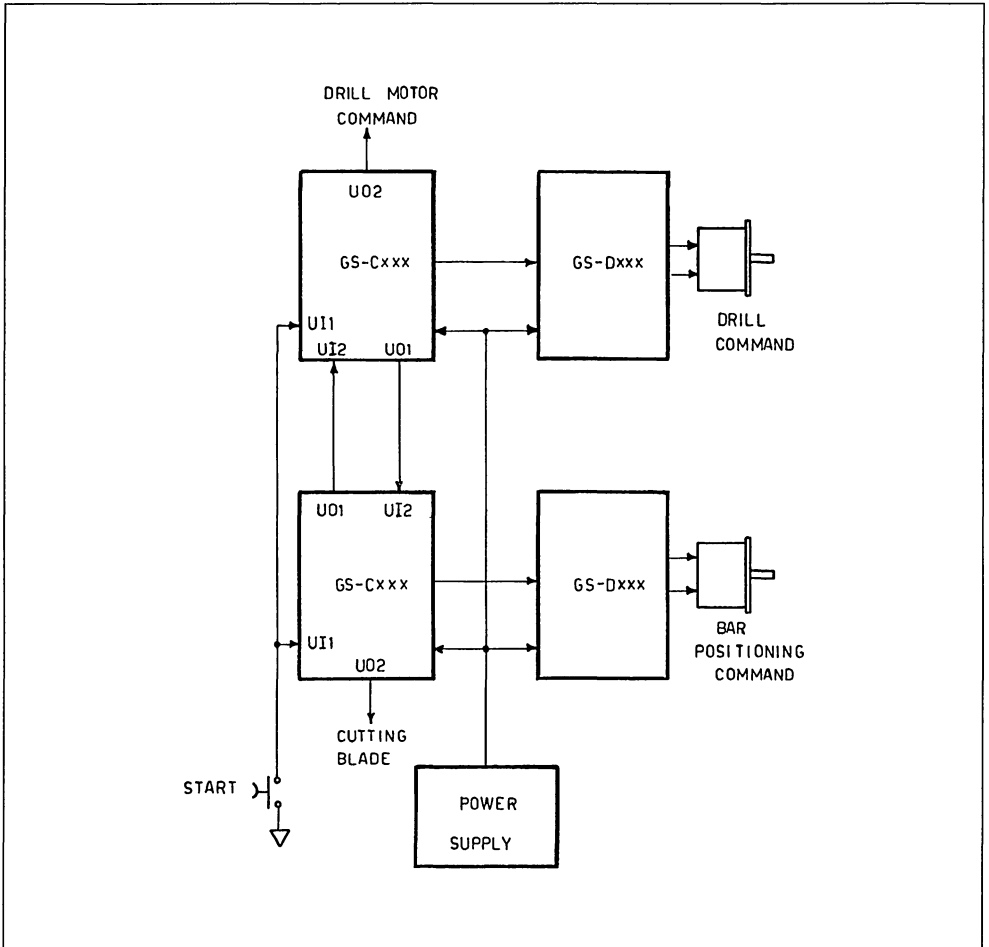 DRILL MOTOR
COMMAND
UO2
GS-Cxxx
UI1
UI2 UO1
GS-Dxxx
DRILL
COMMAND
UO1 UI2
GS-Cxxx
UI1
UO2
GS-Dxxx
BAR
POSITIONING
COMMAND
CUTTING
BLADE
START
POWER
SUPPLY